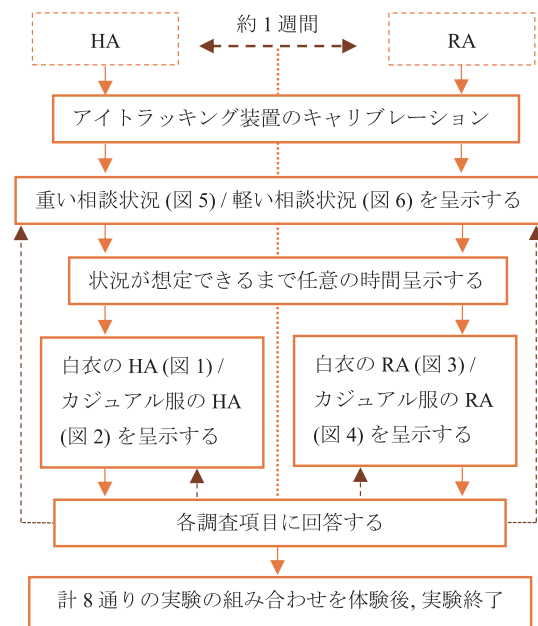 HA
約 1 週間
RA
アイトラッキング装置のキャリブレーション
重い相談状況 (図 5) / 軽い相談状況 (図 6) を呈示する
状況が想定できるまで任意の時間呈示する
白衣の HA (図 1) /
カジュアル服の HA
(図 2) を呈示する
白衣の RA (図 3) /
カジュアル服の RA
(図 4) を呈示する
各調査項目に回答する
計 8 通りの実験の組み合わせを体験後, 実験終了